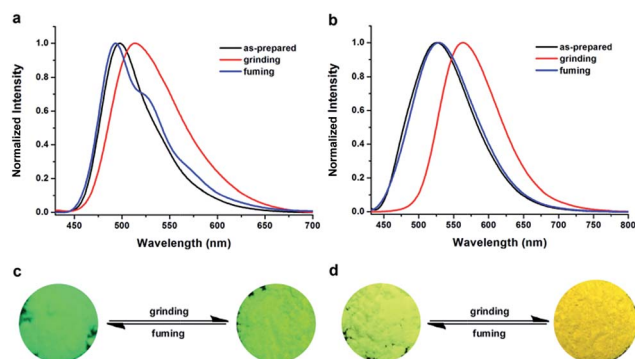 a
b
1.0
0.8
0.6
0.4
0.2
0.0
Normalized Intensity
as-prepared
grinding
fuming
450 500 550 600 650 700
Wavelength (nm)
1.0
0.8
0.6
0.4
0.2
0.0
Normalized Intensity
as-prepared
grinding
fuming
450 500 550 600 650 700 750 800
Wavelength (nm)
c
d
grinding
fuming
grinding
fuming